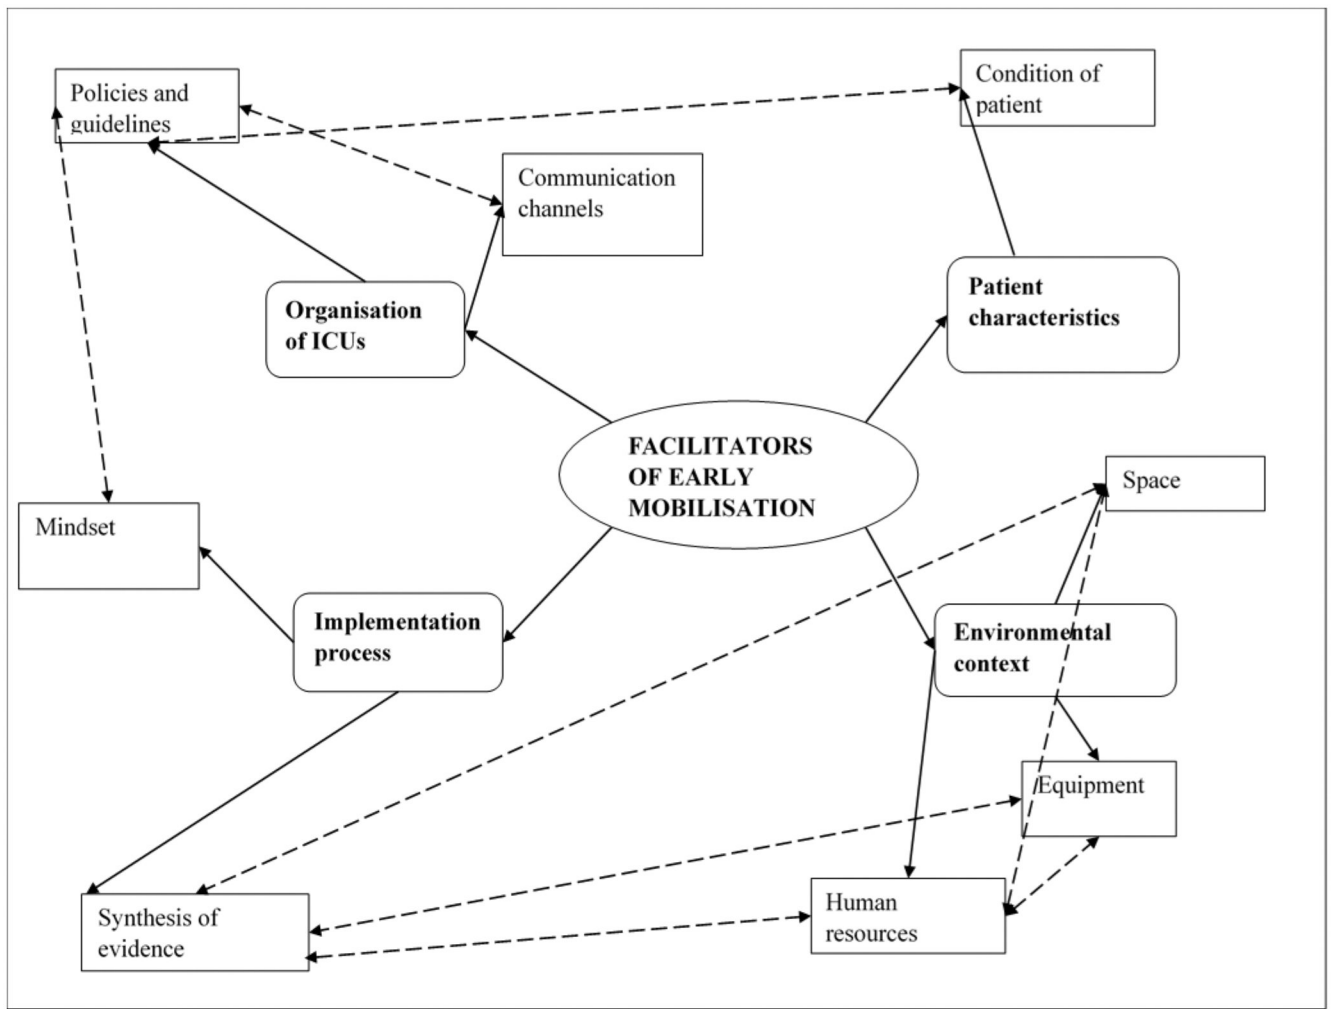 Policies and
guidelines
Condition of
patient
Communication
channels
Organisation
of ICUs
Patient
characteristics
FACILITATORS
OF EARLY
MOBILISATION
Space
Mindset
Implementation
process
Environmental
context
Equipment
Synthesis of
evidence
Human
resources